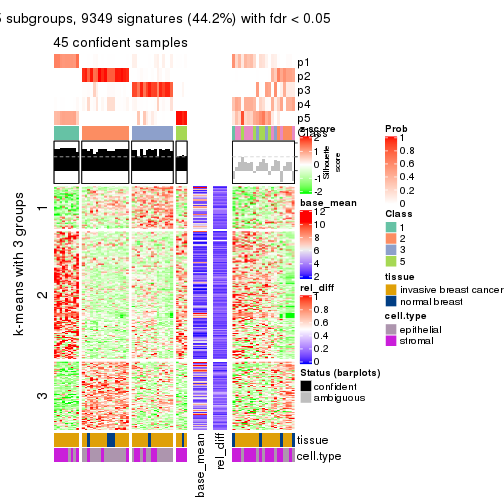 5 subgroups, 9349 signatures (44.2%) with fdr < 0.05
45 confident samples
p1
p2
p3
p4
p5
Class
1
0.5
0
Silhouette
score
k-means with 3 groups
1
2
3
base_mean
rel_diff
tissue
cell.type
z-score
2
1
0
-1
-2
base_mean
12
10
8
6
4
2
rel_diff
1
0.8
0.6
0.4
0.2
0
Status (barplots)
confident
ambiguous
Prob
1
0.8
0.6
0.4
0.2
0
Class
1
2
3
5
tissue
invasive breast cancer
normal breast
cell.type
epithelial
stromal